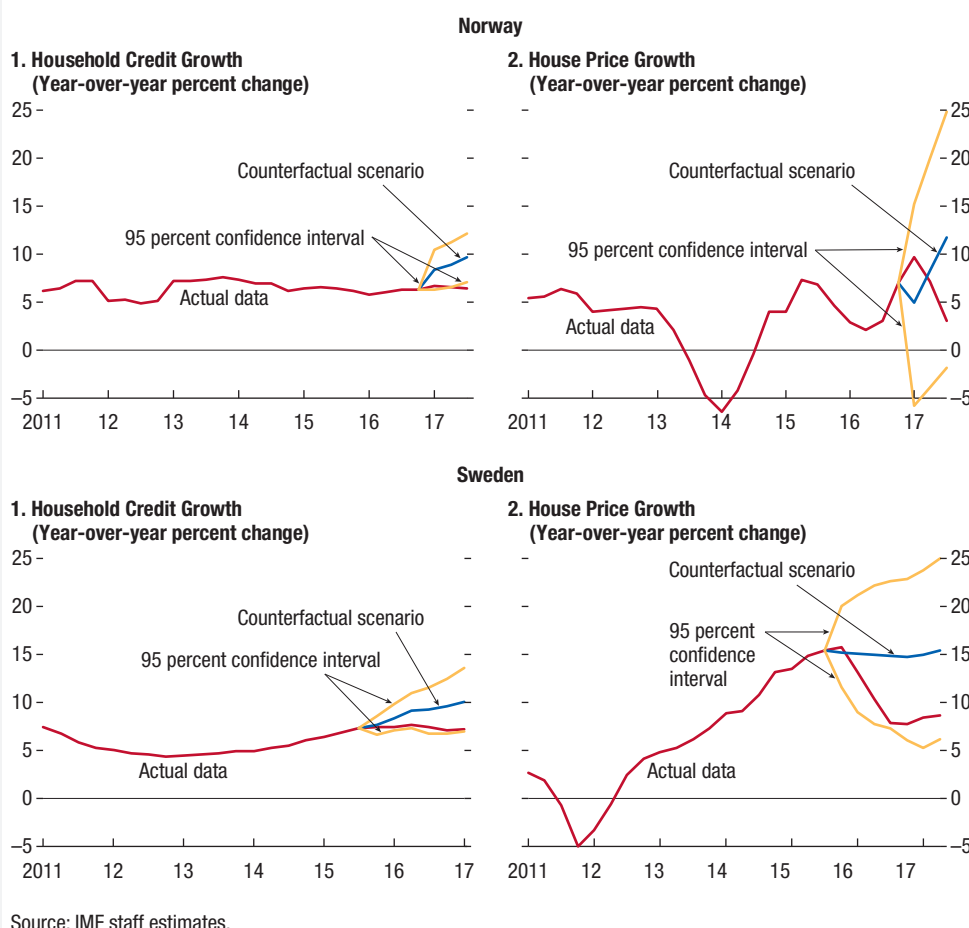 Norway
1. Household Credit Growth
(Year-over-year percent change)
25
20
15
10
5
0
–5
Counterfactual scenario
95 percent confidence interval
Actual data
2011 12 13 14 15 16 17
2. House Price Growth
(Year-over-year percent change)
25
20
15
10
5
0
–5
Counterfactual scenario
95 percent confidence interval
Actual data
2011 12 13 14 15 16 17
Sweden
1. Household Credit Growth
(Year-over-year percent change)
25
20
15
10
5
0
–5
Counterfactual scenario
95 percent confidence interval
Actual data
2011 12 13 14 15 16 17
2. House Price Growth
(Year-over-year percent change)
25
20
15
10
5
0
–5
Counterfactual scenario
95 percent
confidence
interval
Actual data
2011 12 13 14 15 16 17
Source: IMF staff estimates.